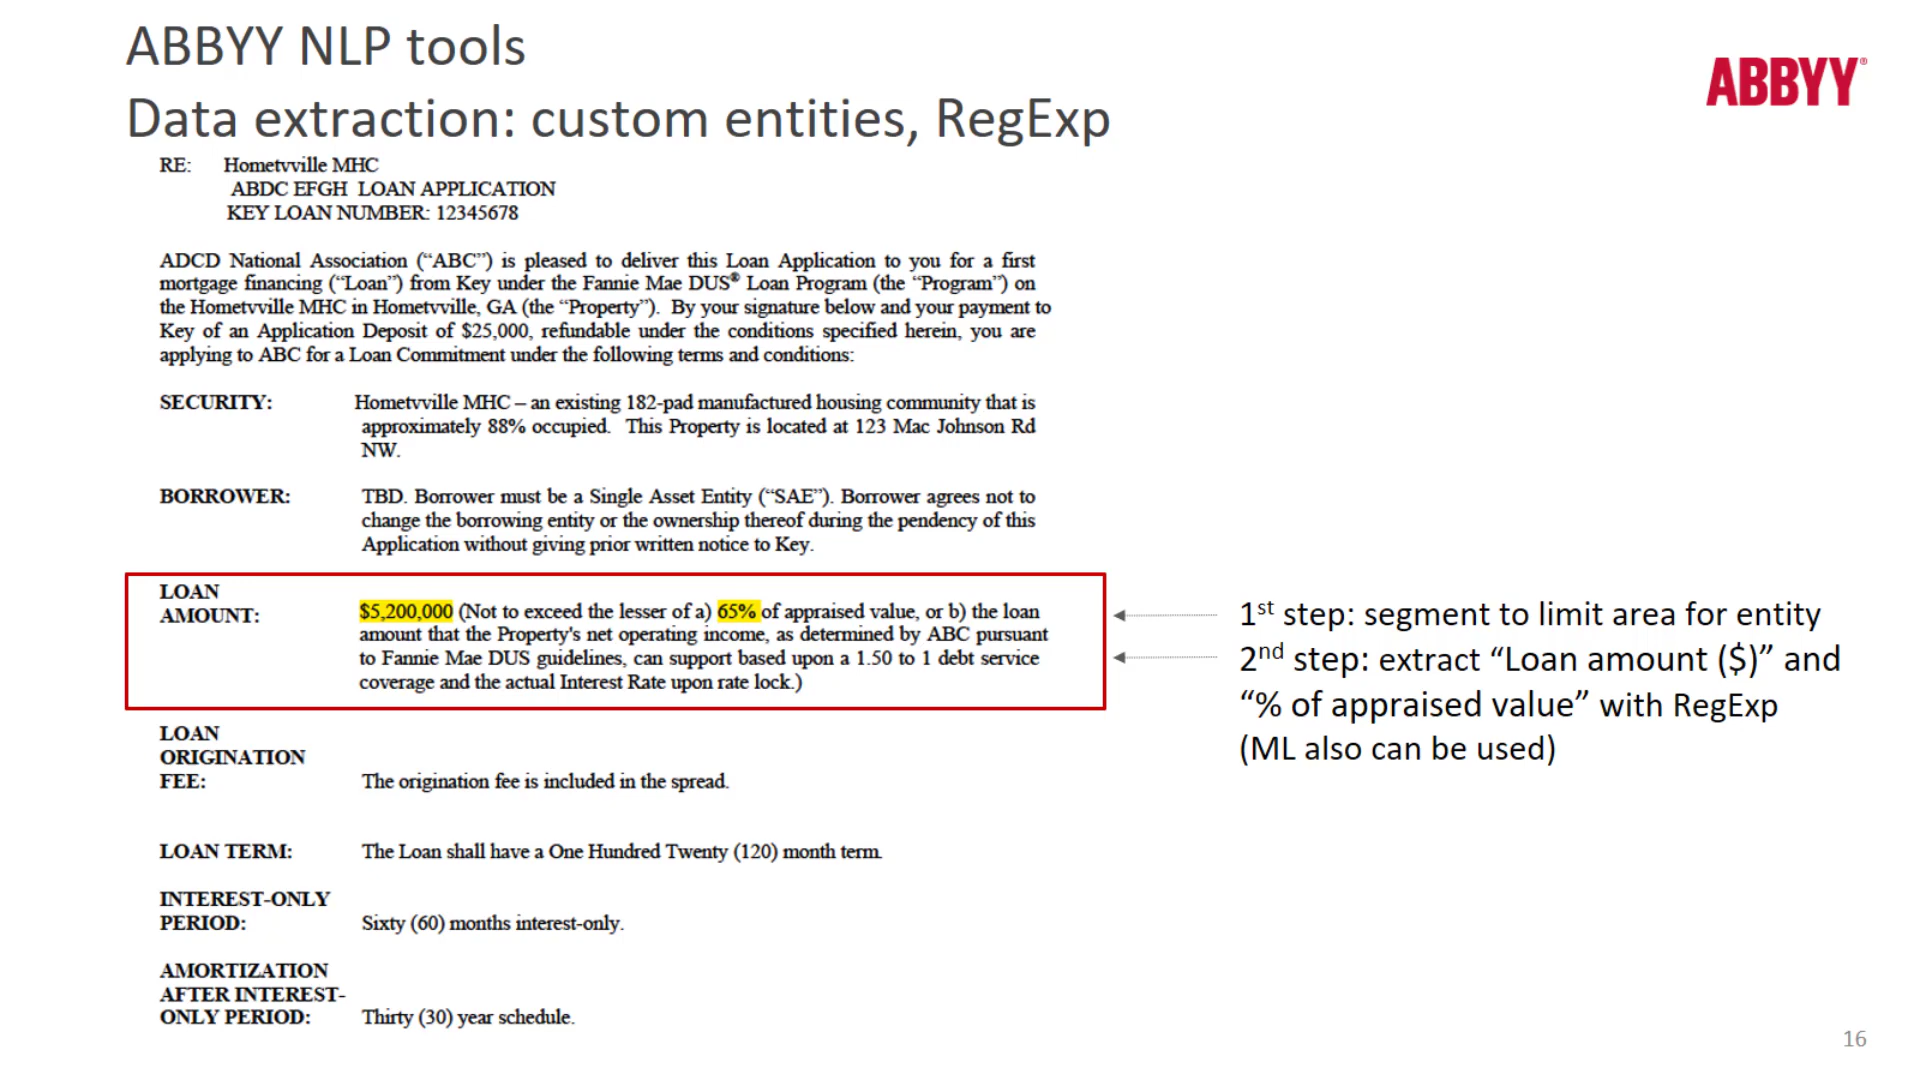 ABBYY NLP tools
ABBYY®
Data extraction: custom entities, RegExp
RE: Hometvville MHC
ABDC EFGH LOAN APPLICATION
KEY LOAN NUMBER: 12345678
ADCD National Association (“ABC”) is pleased to deliver this Loan Application to you for a first
mortgage financing (“Loan”) from Key under the Fannie Mae DUS® Loan Program (the “Program”) on
the Hometvville MHC in Hometvville, GA (the “Property”). By your signature below and your payment to
Key of an Application Deposit of $25,000, refundable under the conditions specified herein, you are
applying to ABC for a Loan Commitment under the following terms and conditions:
SECURITY: Hometvville MHC – an existing 182-pad manufactured housing community that is
approximately 88% occupied. This Property is located at 123 Mac Johnson Rd
NW.
BORROWER: TBD. Borrower must be a Single Asset Entity (“SAE”). Borrower agrees not to
change the borrowing entity or the ownership thereof during the pendency of this
Application without giving prior written notice to Key.
LOAN
AMOUNT: $5,200,000 (Not to exceed the lesser of a) 65% of appraised value, or b) the loan
amount that the Property's net operating income, as determined by ABC pursuant
to Fannie Mae DUS guidelines, can support based upon a 1.50 to 1 debt service
coverage and the actual Interest Rate upon rate lock.)
1st step: segment to limit area for entity
2nd step: extract “Loan amount ($)” and
“% of appraised value” with RegExp
(ML also can be used)
LOAN
ORIGINATION
FEE: The origination fee is included in the spread.
LOAN TERM: The Loan shall have a One Hundred Twenty (120) month term.
INTEREST-ONLY
PERIOD: Sixty (60) months interest-only.
AMORTIZATION
AFTER INTEREST-
ONLY PERIOD: Thirty (30) year schedule.
16